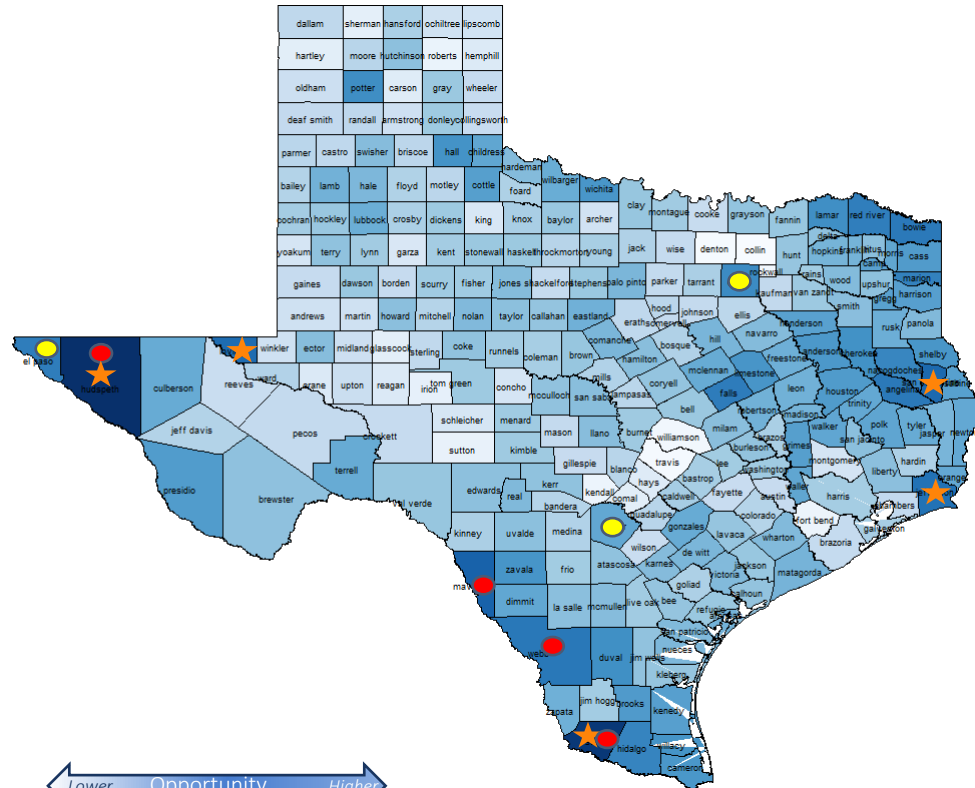 dallam sherman hansford ochiltree lipscomb
hartley moore hutchinson roberts hemphill
oldham potter carson gray wheeler
deaf smith randall armstrong donley collingsworth
parmer castro swisher briscoe hall childress
hardeman
bailey lamb hale floyd motley cottle foard wilbarger wichita
cochran hockley lubbock crosby dickens king knox baylor archer clay montague cooke grayson fannin lamar red river bowie
delta
yoakum terry lynn garza kent stonewall haskell throckmorton young jack wise denton collin hunt hopkins franklin titus morris cass
camp
gaines dawson borden scurry fisher jones shackelford stephens palo pinto parker tarrant rockwall kaufman van zandt rains wood upshur marion
gregg harrison
andrews martin howard mitchell nolan taylor callahan eastland erath hood somervell johnson ellis henderson smith rusk panola
el paso hudspeth culberson reeves ward winkler ector midland glasscock sterling coke runnels coleman brown comanche hamilton bosque hill navarro freestone anderson cherokee nacogdoches shelby
crane upton reagan irion tom green concho mcculloch san saba mills lampasas coryell mclennan limestone falls leon houston angelina
trinity
jeff davis pecos crockett schleicher menard mason llano burnet bell milam robertson madison walker polk tyler jasper newton
williamson brazos grimes san jacinto
presidio brewster terrell sutton kimble gillespie blanco travis lee burleson washington montgomery liberty hardin orange
val verde edwards real kerr bandera kendall comal hays bastrop caldwell fayette austin waller harris chambers
kinney uvalde medina guadalupe gonzales colorado fort bend galveston
wilson lavaca wharton brazoria
zavala frio atascosa karnes de witt jackson matagorda
dimmit la salle mcmullen live oak bee goliad victoria calhoun
refugio
san patricio
duval jim wells nueces
kleberg
zapata jim hogg brooks kenedy
hidalgo willacy
cameron
Lower Opportunity Higher